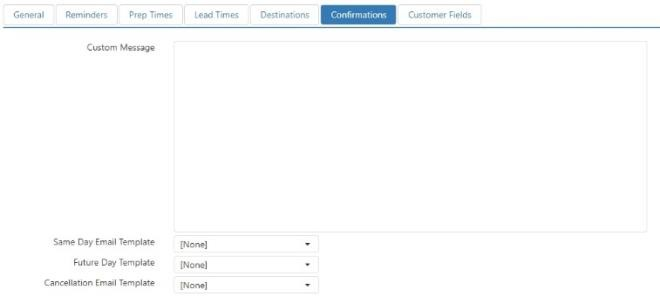 General Reminders Prep Times Lead Times Destinations Confirmations Customer Fields
Custom Message
Same Day Email Template [None]
Future Day Template [None]
Cancellation Email Template [None]